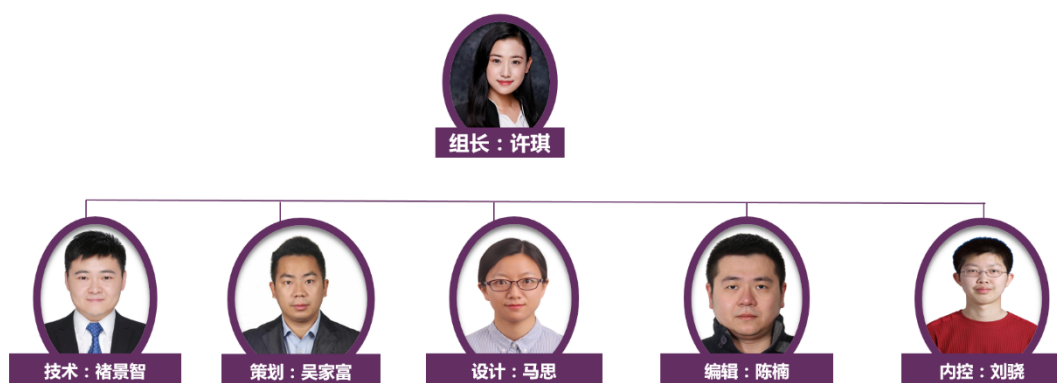 组长：许琪
技术：褚景智
策划：吴家富
设计：马思
编辑：陈楠
内控：刘骁